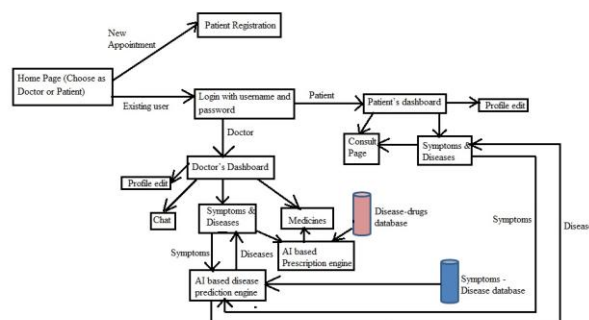 Patient Registration
New
Appointment
Home Page (Choose as
Doctor or Patient)
Existing user
Login with username and
password
Patient
Patient's dashboard
Profile edit
Consult
Page
Symptoms &
Diseases
Doctor
Doctor's Dashboard
Profile edit
Chat
Symptoms &
Diseases
Medicines
Disease-drugs
database
AI based
Prescription engine
Symptoms
Diseases
Symptoms
Diseas
AI based disease
prediction engine
Symptoms -
Disease database